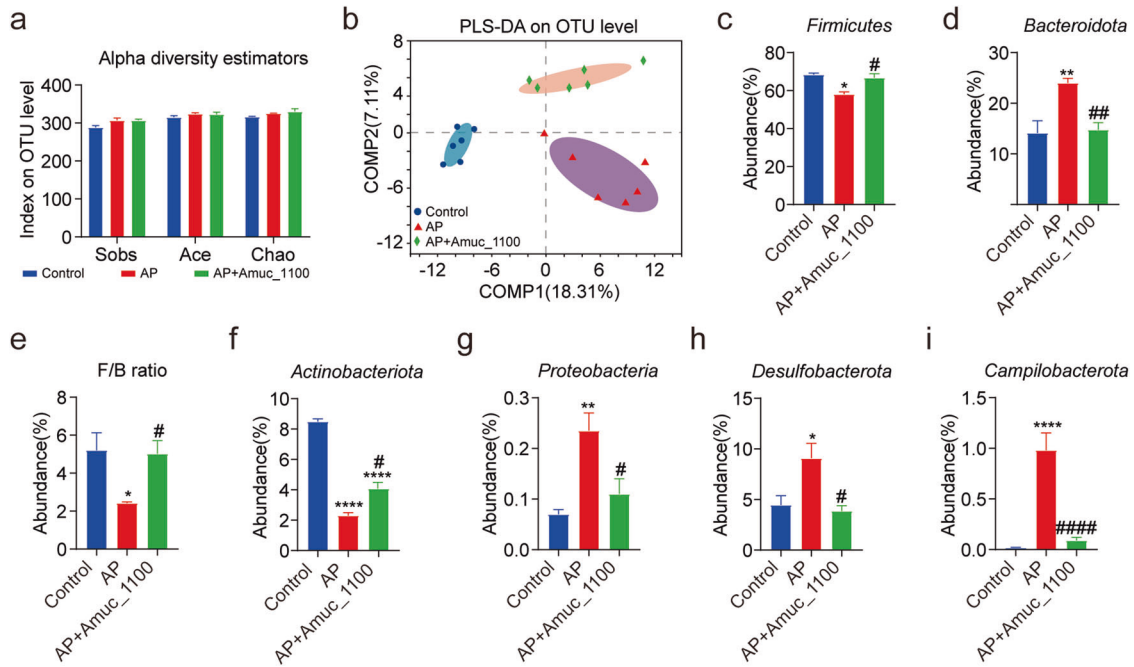 a
Alpha diversity estimators
Index on OTU level
400
300
200
100
0
Sobs Ace Chao
Control AP AP+Amuc_1100
b
PLS-DA on OTU level
COMP2(7.11%)
8
4
0
-6
-12
Control
AP
AP+Amuc_1100
-12 -6 0 6 12
COMP1(18.31%)
c
Firmicutes
Abundance(%)
80
60
40
20
0
#
*
Control
AP
AP+Amuc_1100
d
Bacteroidota
Abundance(%)
30
20
10
0
**
##
Control
AP
AP+Amuc_1100
e
F/B ratio
Abundance(%)
8
6
4
2
0
#
*
Control
AP
AP+Amuc_1100
f
Actinobacteriota
Abundance(%)
10
8
6
4
2
0
#
****
****
Control
AP
AP+Amuc_1100
g
Proteobacteria
Abundance(%)
0.3
0.2
0.1
0.0
**
#
Control
AP
AP+Amuc_1100
h
Desulfobacterota
Abundance(%)
15
10
5
0
*
#
Control
AP
AP+Amuc_1100
i
Campilobacterota
Abundance(%)
1.5
1.0
0.5
0.0
****
####
Control
AP
AP+Amuc_1100